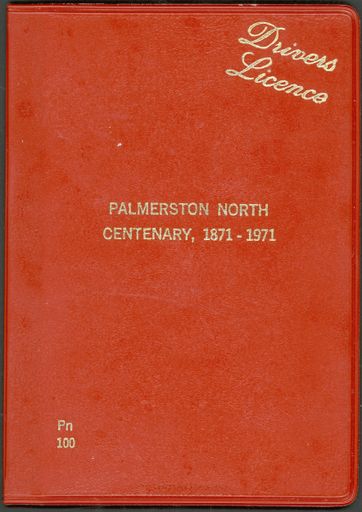 Drivers
Licence
PALMERSTON NORTH
CENTENARY, 1871 - 1971
Pn
100